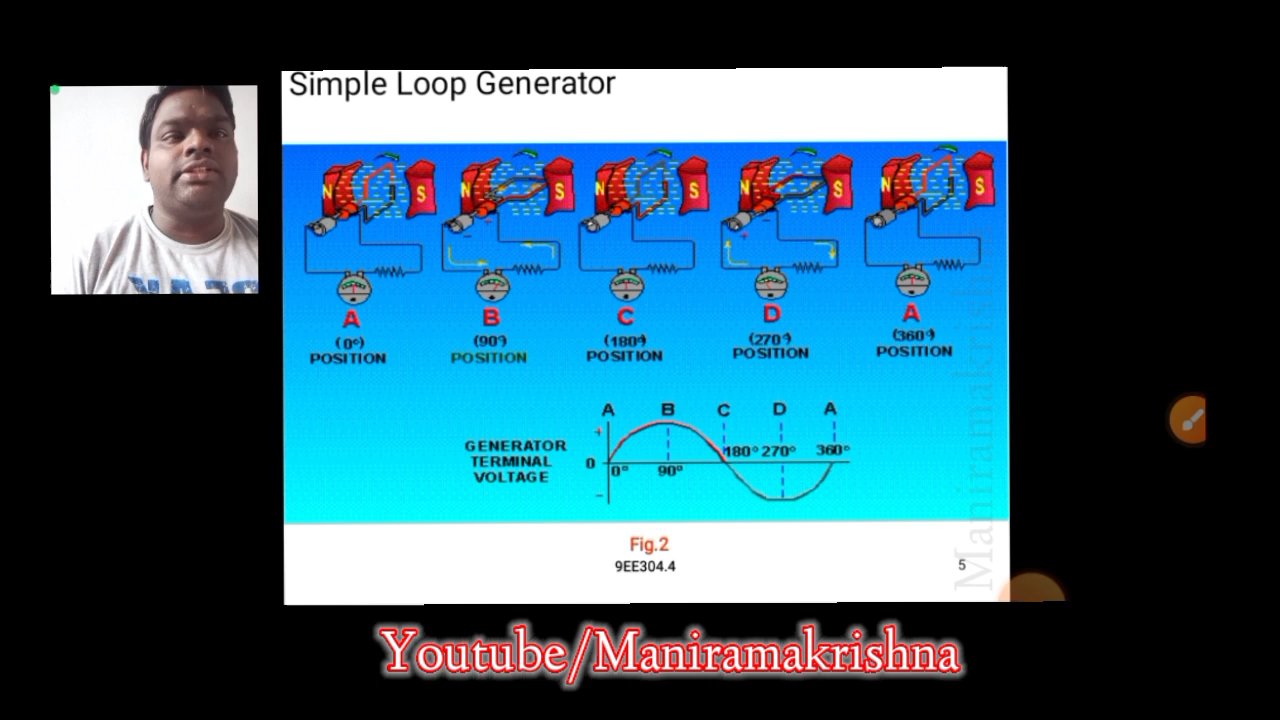 Simple Loop Generator
N S N S N S N S N S
- +
+ -
A B C D A
(0°) (90°) (180°) (270°) (360°)
POSITION POSITION POSITION POSITION POSITION
A B C D A
GENERATOR
TERMINAL
VOLTAGE
+
0
-
0° 90° 180° 270° 360°
Fig.2
9EE304.4
5
Maniramakrishna
Youtube/Maniramakrishna